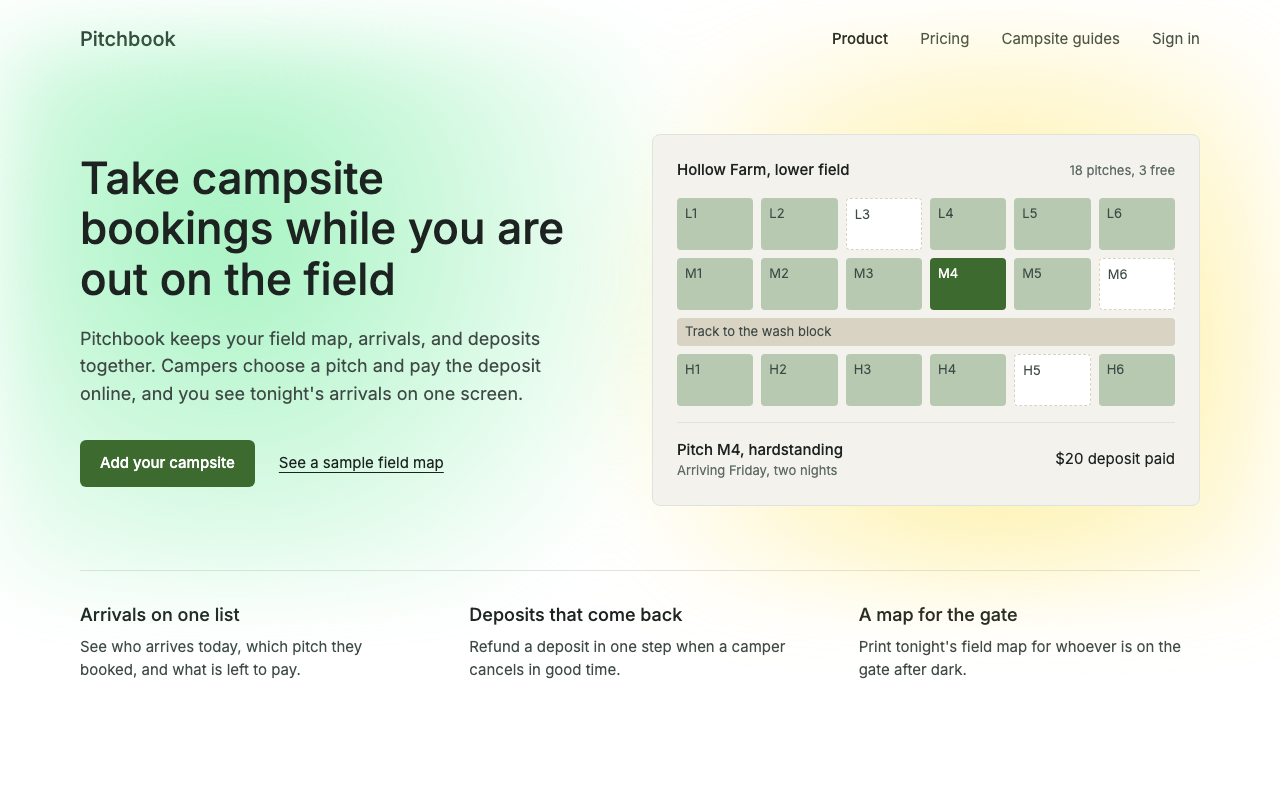 Pitchbook
Product Pricing Campsite guides Sign in
Take campsite
bookings while you are
out on the field
Pitchbook keeps your field map, arrivals, and deposits
together. Campers choose a pitch and pay the deposit
online, and you see tonight's arrivals on one screen.
Add your campsite
See a sample field map
Hollow Farm, lower field
18 pitches, 3 free
L1 L2 L3 L4 L5 L6
M1 M2 M3 M4 M5 M6
Track to the wash block
H1 H2 H3 H4 H5 H6
Pitch M4, hardstanding
Arriving Friday, two nights
$20 deposit paid
Arrivals on one list
See who arrives today, which pitch they
booked, and what is left to pay.
Deposits that come back
Refund a deposit in one step when a camper
cancels in good time.
A map for the gate
Print tonight's field map for whoever is on the
gate after dark.